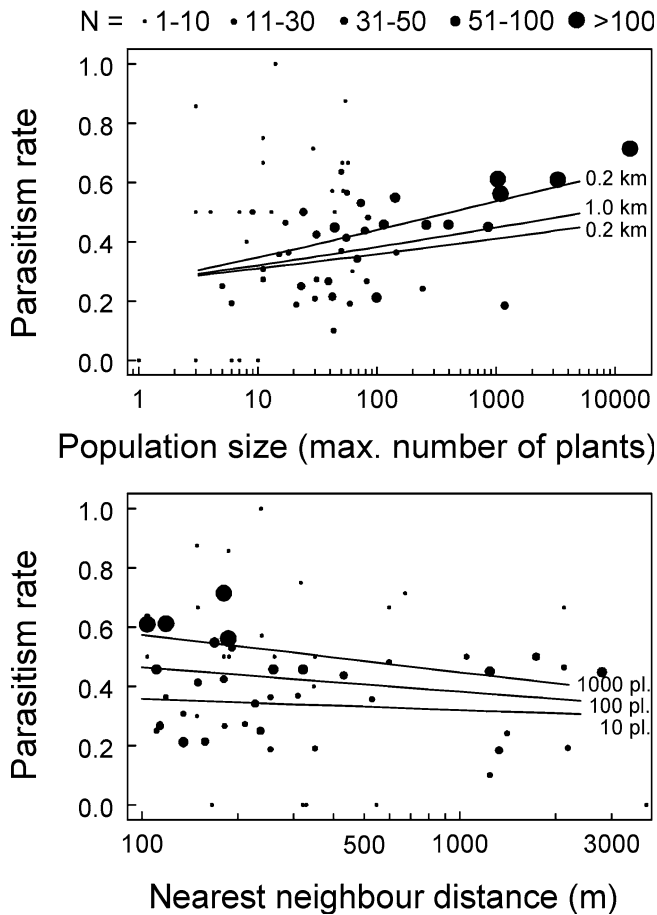 N = 1-10 11-30 31-50 51-100 >100
1.0
0.8
0.6
0.4
0.2
0.0
Parasitism rate
0.2 km
1.0 km
0.2 km
1 10 100 1000 10000
Population size (max. number of plants)
1.0
0.8
0.6
0.4
0.2
0.0
Parasitism rate
1000 pl.
100 pl.
10 pl.
100 500 1000 3000
Nearest neighbour distance (m)